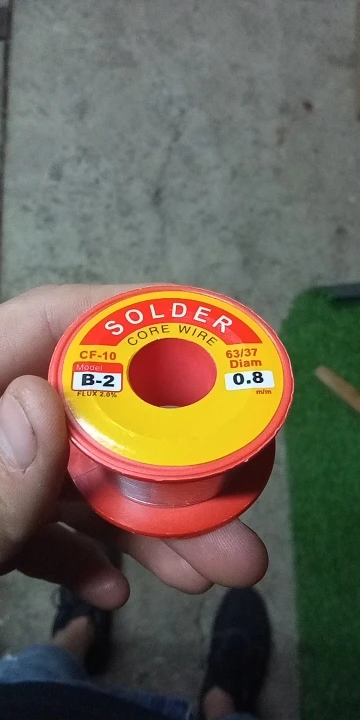 SOLDER
CORE WIRE
CF-10
Model
B-2
FLUX 2.0%
63/37
Diam
0.8
m/m